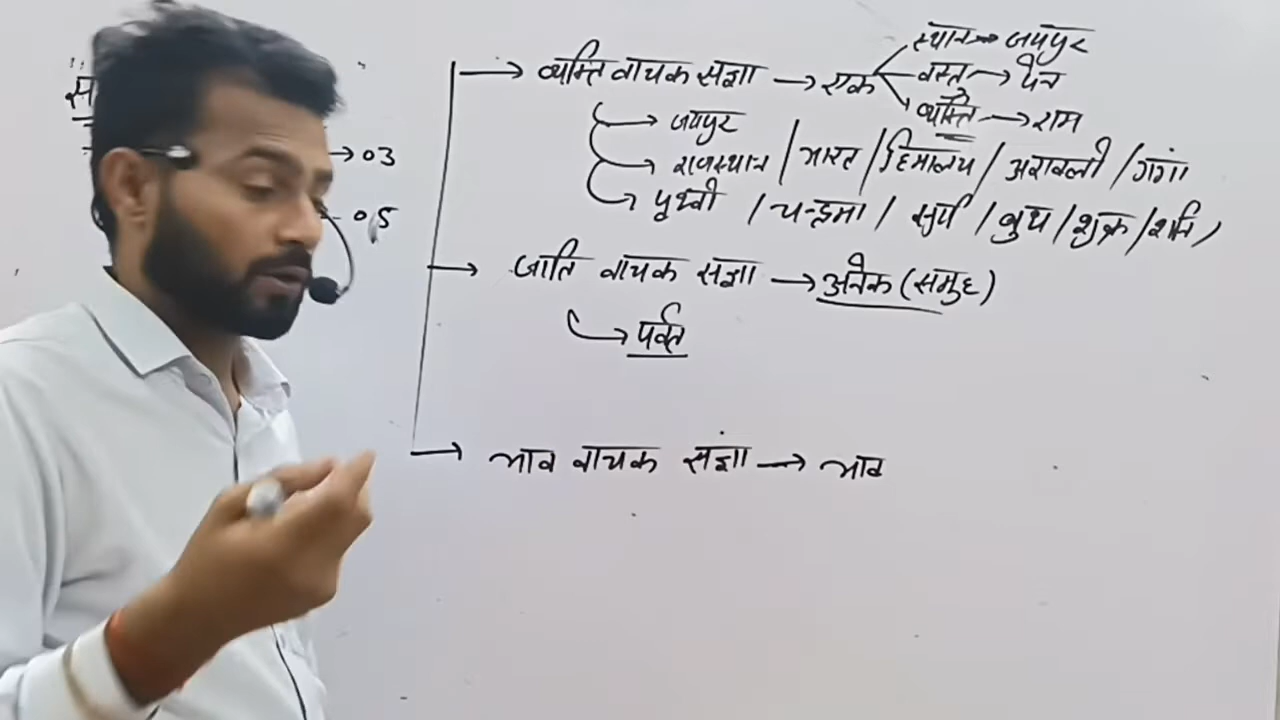 स्थान → जयपुर
→ व्यक्ति वाचक संज्ञा → एक वस्तु → पेन
व्यक्ति → राम
→ जयपुर
→ 03
→ राजस्थान / भारत / हिमालय / अरावली / गंगा
→ पृथ्वी / चन्द्रमा / सुर्य / बुध / शुक्र / शनि /
05
→ जाति वाचक संज्ञा → अनेक (समुह)
→ पर्वत
→ भाव वाचक संज्ञा → भाव